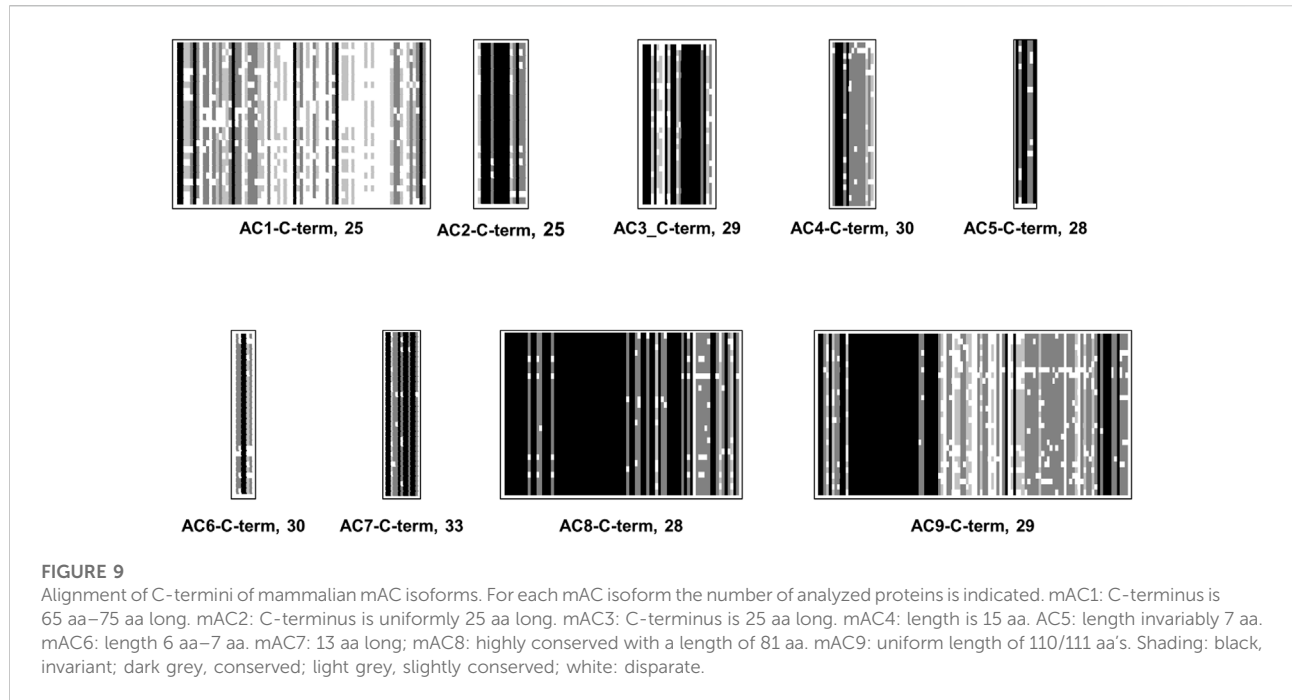 AC1-C-term, 25
AC2-C-term, 25
AC3_C-term, 29
AC4-C-term, 30
AC5-C-term, 28
AC6-C-term, 30
AC7-C-term, 33
AC8-C-term, 28
AC9-C-term, 29
FIGURE 9
Alignment of C-termini of mammalian mAC isoforms. For each mAC isoform the number of analyzed proteins is indicated. mAC1: C-terminus is
65 aa–75 aa long. mAC2: C-terminus is uniformly 25 aa long. mAC3: C-terminus is 25 aa long. mAC4: length is 15 aa. AC5: length invariably 7 aa.
mAC6: length 6 aa–7 aa. mAC7: 13 aa long; mAC8: highly conserved with a length of 81 aa. mAC9: uniform length of 110/111 aa's. Shading: black,
invariant; dark grey, conserved; light grey, slightly conserved; white: disparate.